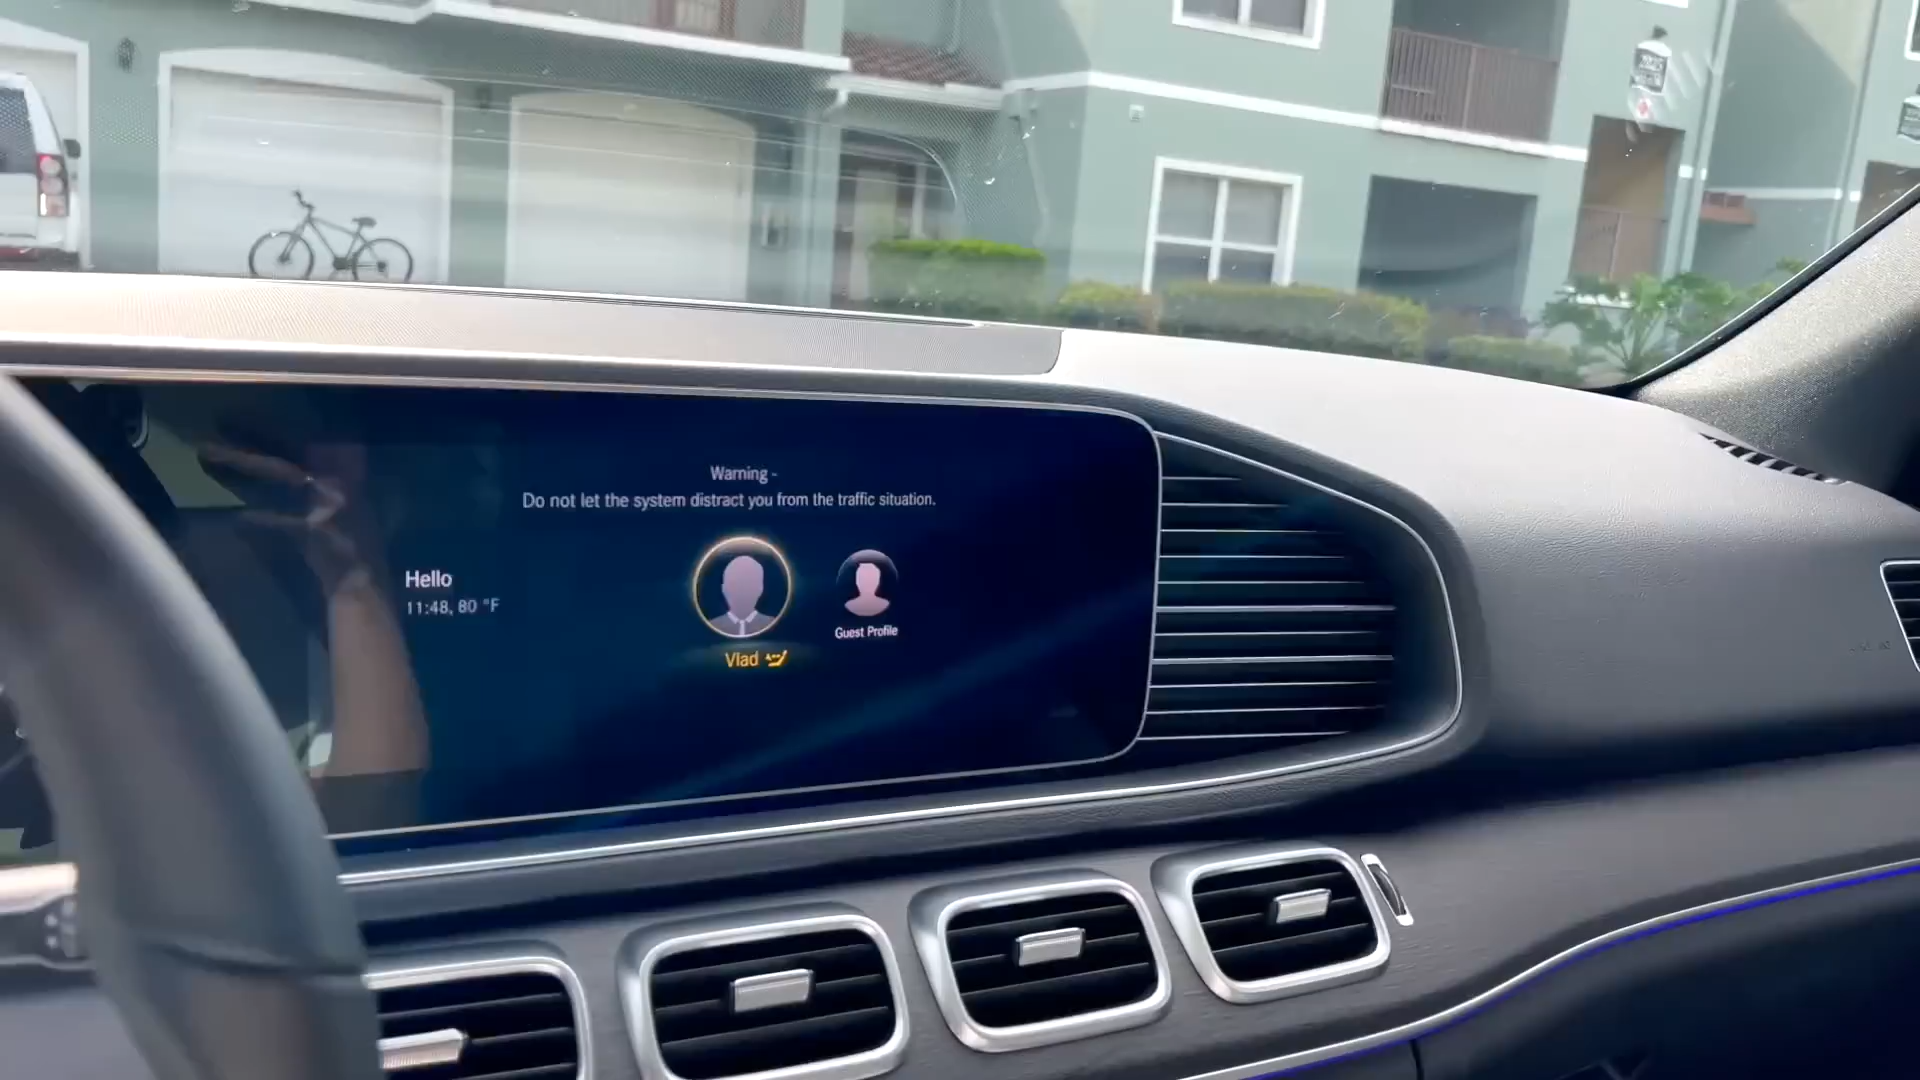 Warning -
Do not let the system distract you from the traffic situation.
Hello
11:48, 80 °F
Guest Profile
Vlad